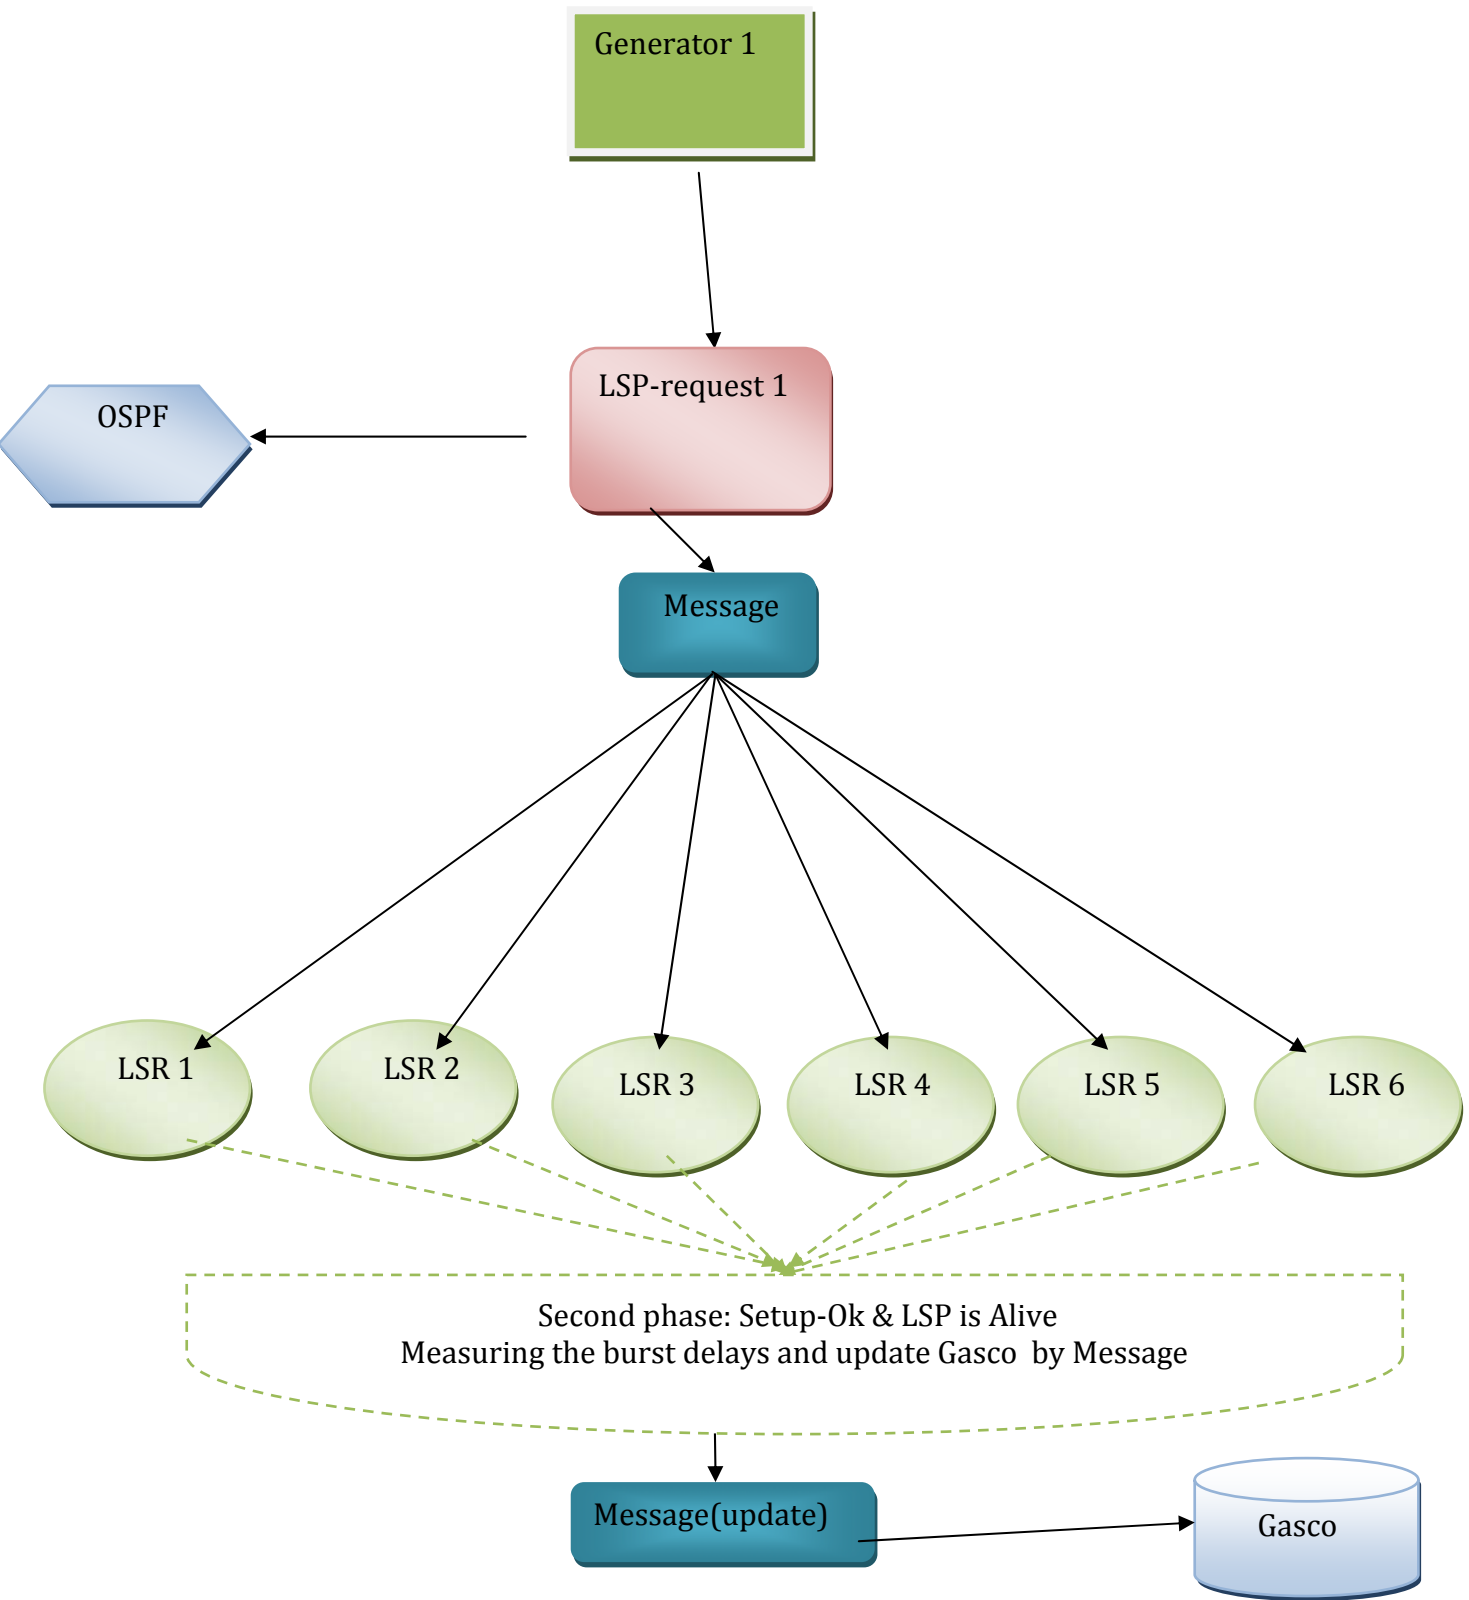 Generator 1
LSP-request 1
OSPF
Message
LSR 1
LSR 2
LSR 3
LSR 4
LSR 5
LSR 6
Second phase: Setup-Ok & LSP is Alive
Measuring the burst delays and update Gasco by Message
Message(update)
Gasco